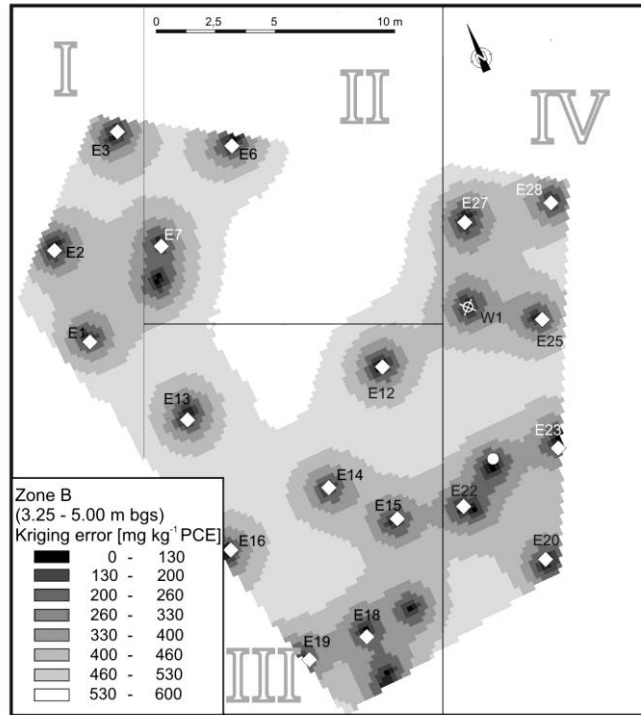 0 2,5 5 10 m
N
I
II
IV
E3
E6
E28
E27
E2
E7
W1
E1
E25
E12
E13
E23
E14
E22
E15
E16
E20
E18
E19
III
Zone B
(3.25 - 5.00 m bgs)
Kriging error [mg kg⁻¹ PCE]
0 - 130
130 - 200
200 - 260
260 - 330
330 - 400
400 - 460
460 - 530
530 - 600